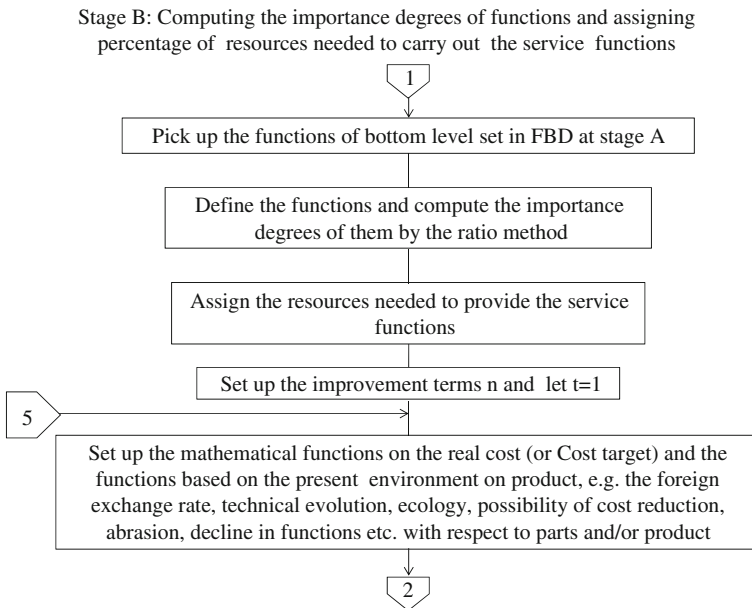 Stage B: Computing the importance degrees of functions and assigning
percentage of resources needed to carry out the service functions
1
Pick up the functions of bottom level set in FBD at stage A
Define the functions and compute the importance
degrees of them by the ratio method
Assign the resources needed to provide the service
functions
Set up the improvement terms n and let t=1
5
Set up the mathematical functions on the real cost (or Cost target) and the
functions based on the present environment on product, e.g. the foreign
exchange rate, technical evolution, ecology, possibility of cost reduction,
abrasion, decline in functions etc. with respect to parts and/or product
2